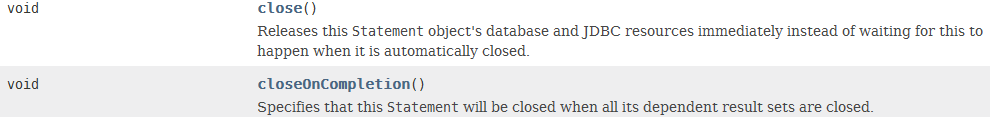 void close()
Releases this Statement object's database and JDBC resources immediately instead of waiting for this to
happen when it is automatically closed.
void closeOnCompletion()
Specifies that this Statement will be closed when all its dependent result sets are closed.